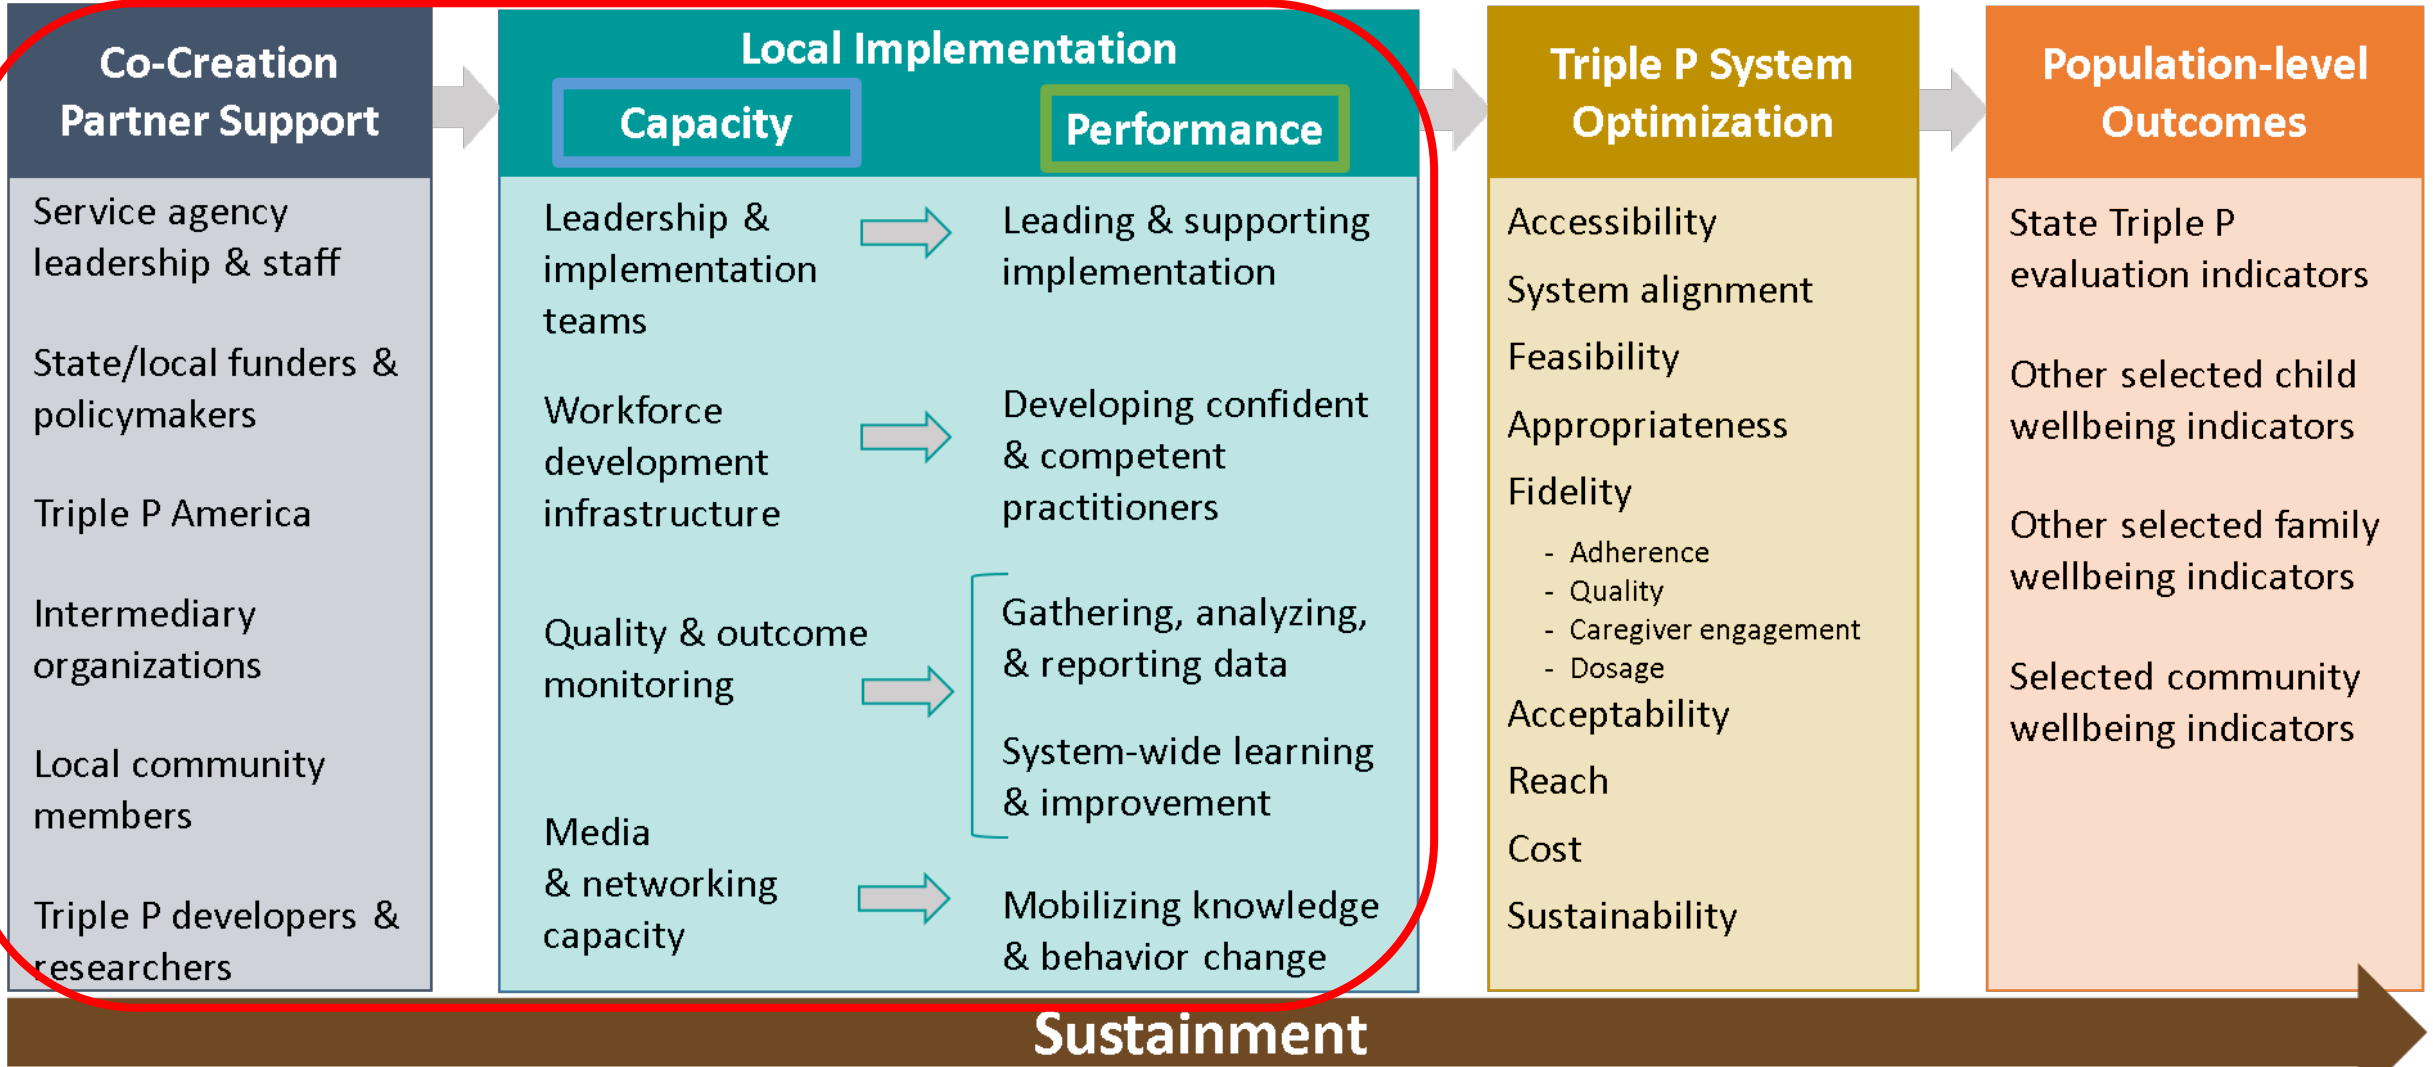 Co-Creation
Partner Support
Service agency
leadership & staff
State/local funders &
policymakers
Triple P America
Intermediary
organizations
Local community
members
Triple P developers &
researchers
Local Implementation
Capacity
Performance
Leadership &
implementation
teams
Leading & supporting
implementation
Workforce
development
infrastructure
Developing confident
& competent
practitioners
Quality & outcome
monitoring
Gathering, analyzing,
& reporting data
System-wide learning
& improvement
Media
& networking
capacity
Mobilizing knowledge
& behavior change
Triple P System
Optimization
Accessibility
System alignment
Feasibility
Appropriateness
Fidelity
- Adherence
- Quality
- Caregiver engagement
- Dosage
Acceptability
Reach
Cost
Sustainability
Population-level
Outcomes
State Triple P
evaluation indicators
Other selected child
wellbeing indicators
Other selected family
wellbeing indicators
Selected community
wellbeing indicators
Sustainment